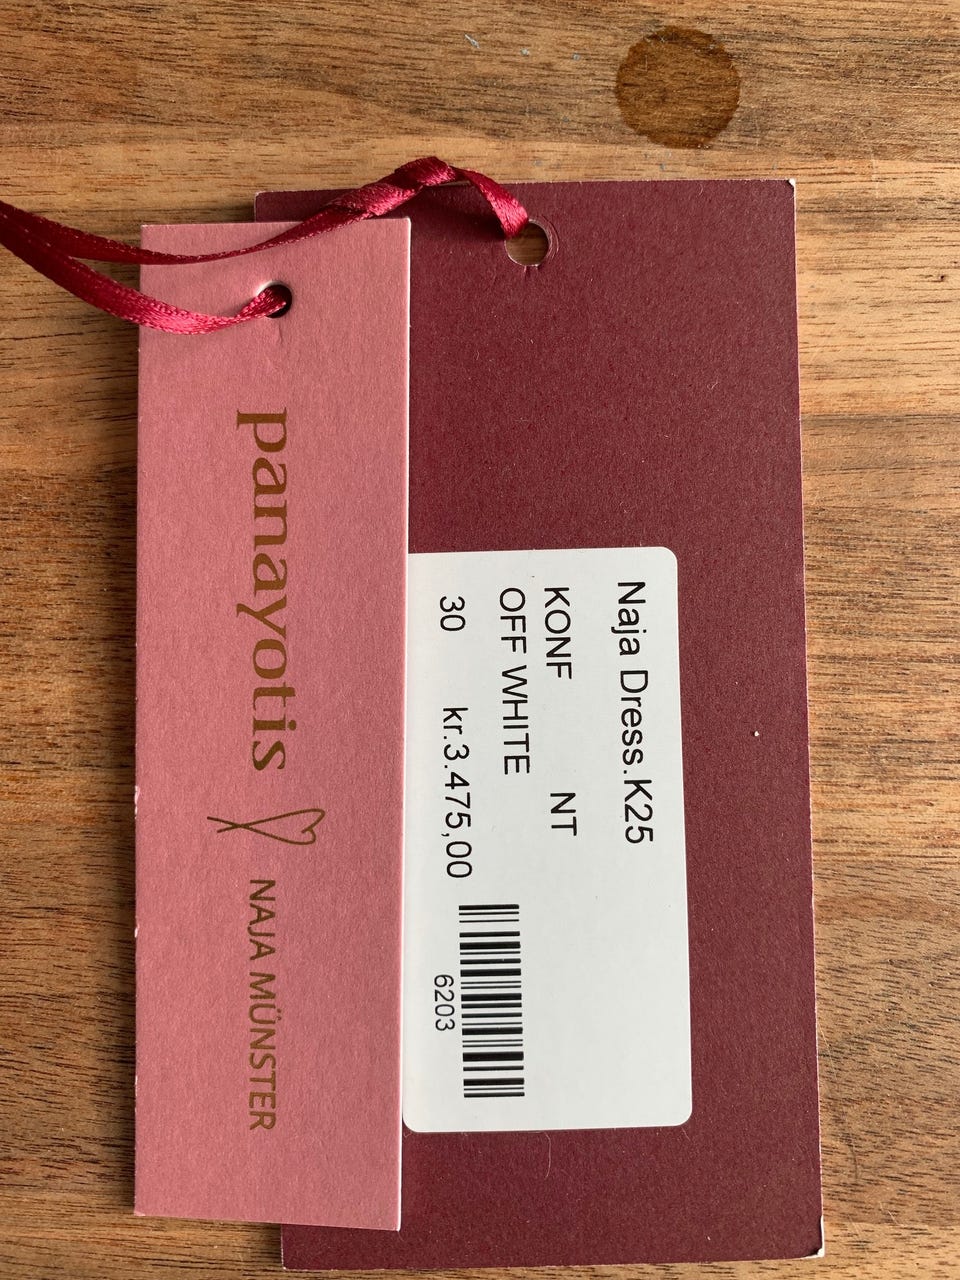 panayotis NAJA MÜNSTER
Naja Dress.K25
KONF NT
OFF WHITE
30 kr.3.475,00
6203